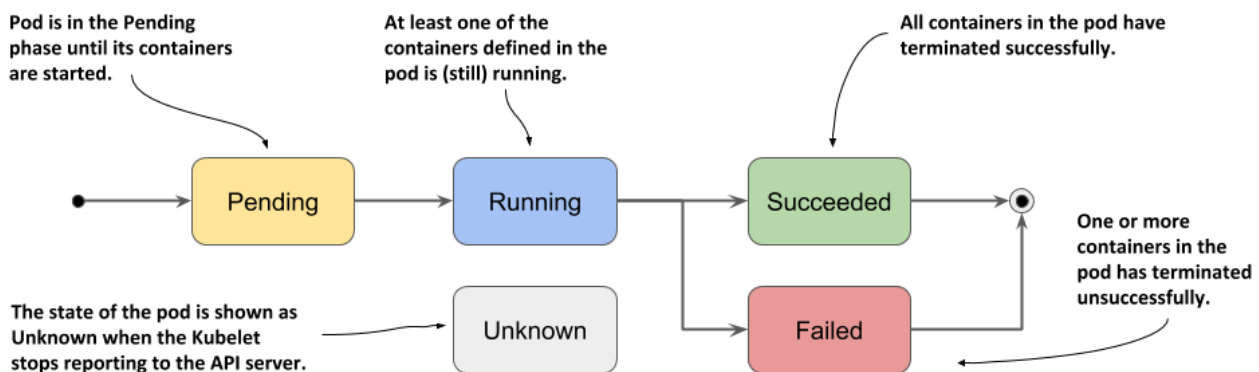 Pod is in the Pending
phase until its containers
are started.
At least one of the
containers defined in the
pod is (still) running.
All containers in the pod have
terminated successfully.
Pending
Running
Succeeded
One or more
containers in the
pod has terminated
unsuccessfully.
The state of the pod is shown as
Unknown when the Kubelet
stops reporting to the API server.
Unknown
Failed